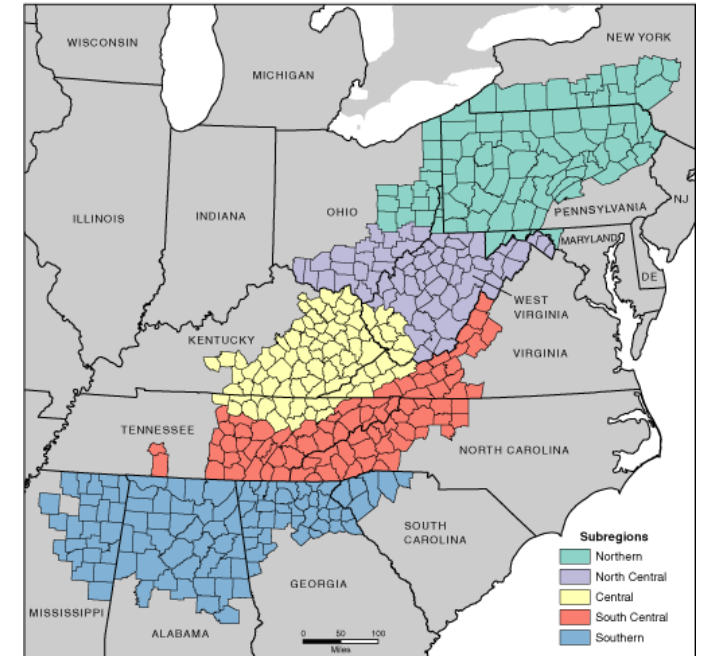 WISCONSIN
NEW YORK
MICHIGAN
ILLINOIS
INDIANA
OHIO
PENNSYLVANIA
NJ
MARYLAND
DE
WEST
VIRGINIA
KENTUCKY
VIRGINIA
TENNESSEE
NORTH CAROLINA
SOUTH
CAROLINA
GEORGIA
MISSISSIPPI
ALABAMA
0 50 100
Miles
Subregions
Northern
North Central
Central
South Central
Southern